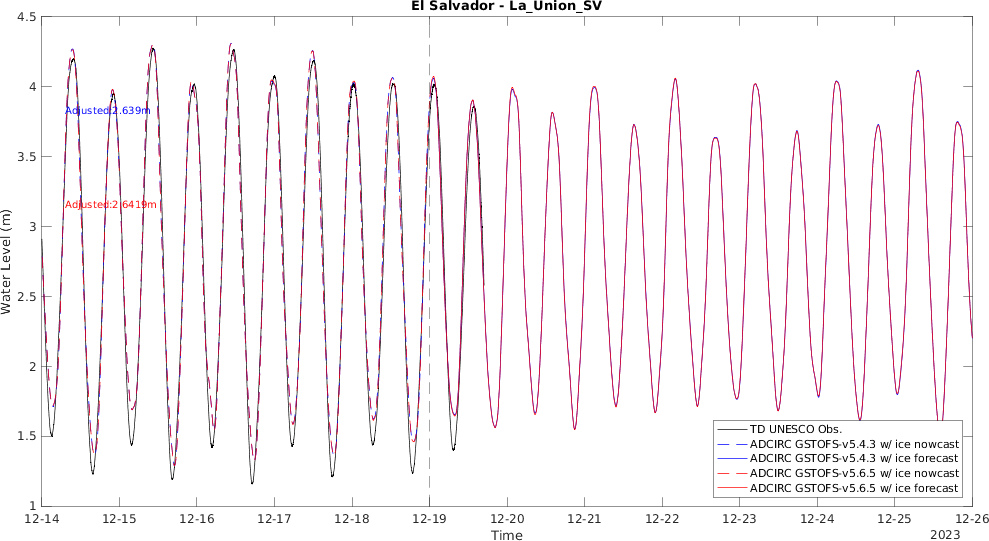 El Salvador - La_Union_SV
4.5
4
3.5
3
2.5
2
1.5
1
Water Level (m)
Adjusted:2.639m
Adjusted:2.6419m
TD UNESCO Obs.
ADCIRC GSTOFS-v5.4.3 w/ ice nowcast
ADCIRC GSTOFS-v5.4.3 w/ ice forecast
ADCIRC GSTOFS-v5.6.5 w/ ice nowcast
ADCIRC GSTOFS-v5.6.5 w/ ice forecast
12-14 12-15 12-16 12-17 12-18 12-19 12-20 12-21 12-22 12-23 12-24 12-25 12-26
Time
2023